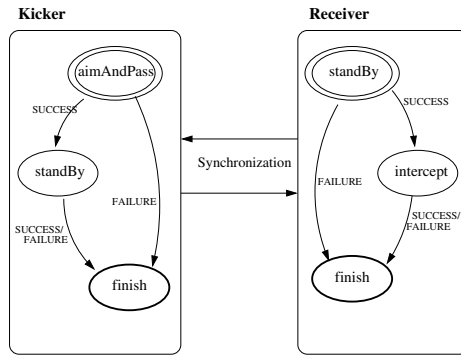 Kicker
Receiver
aimAndPass
standBy
SUCCESS
SUCCESS
Synchronization
standBy
intercept
FAILURE
FAILURE
SUCCESS/
FAILURE
SUCCESS/
FAILURE
finish
finish